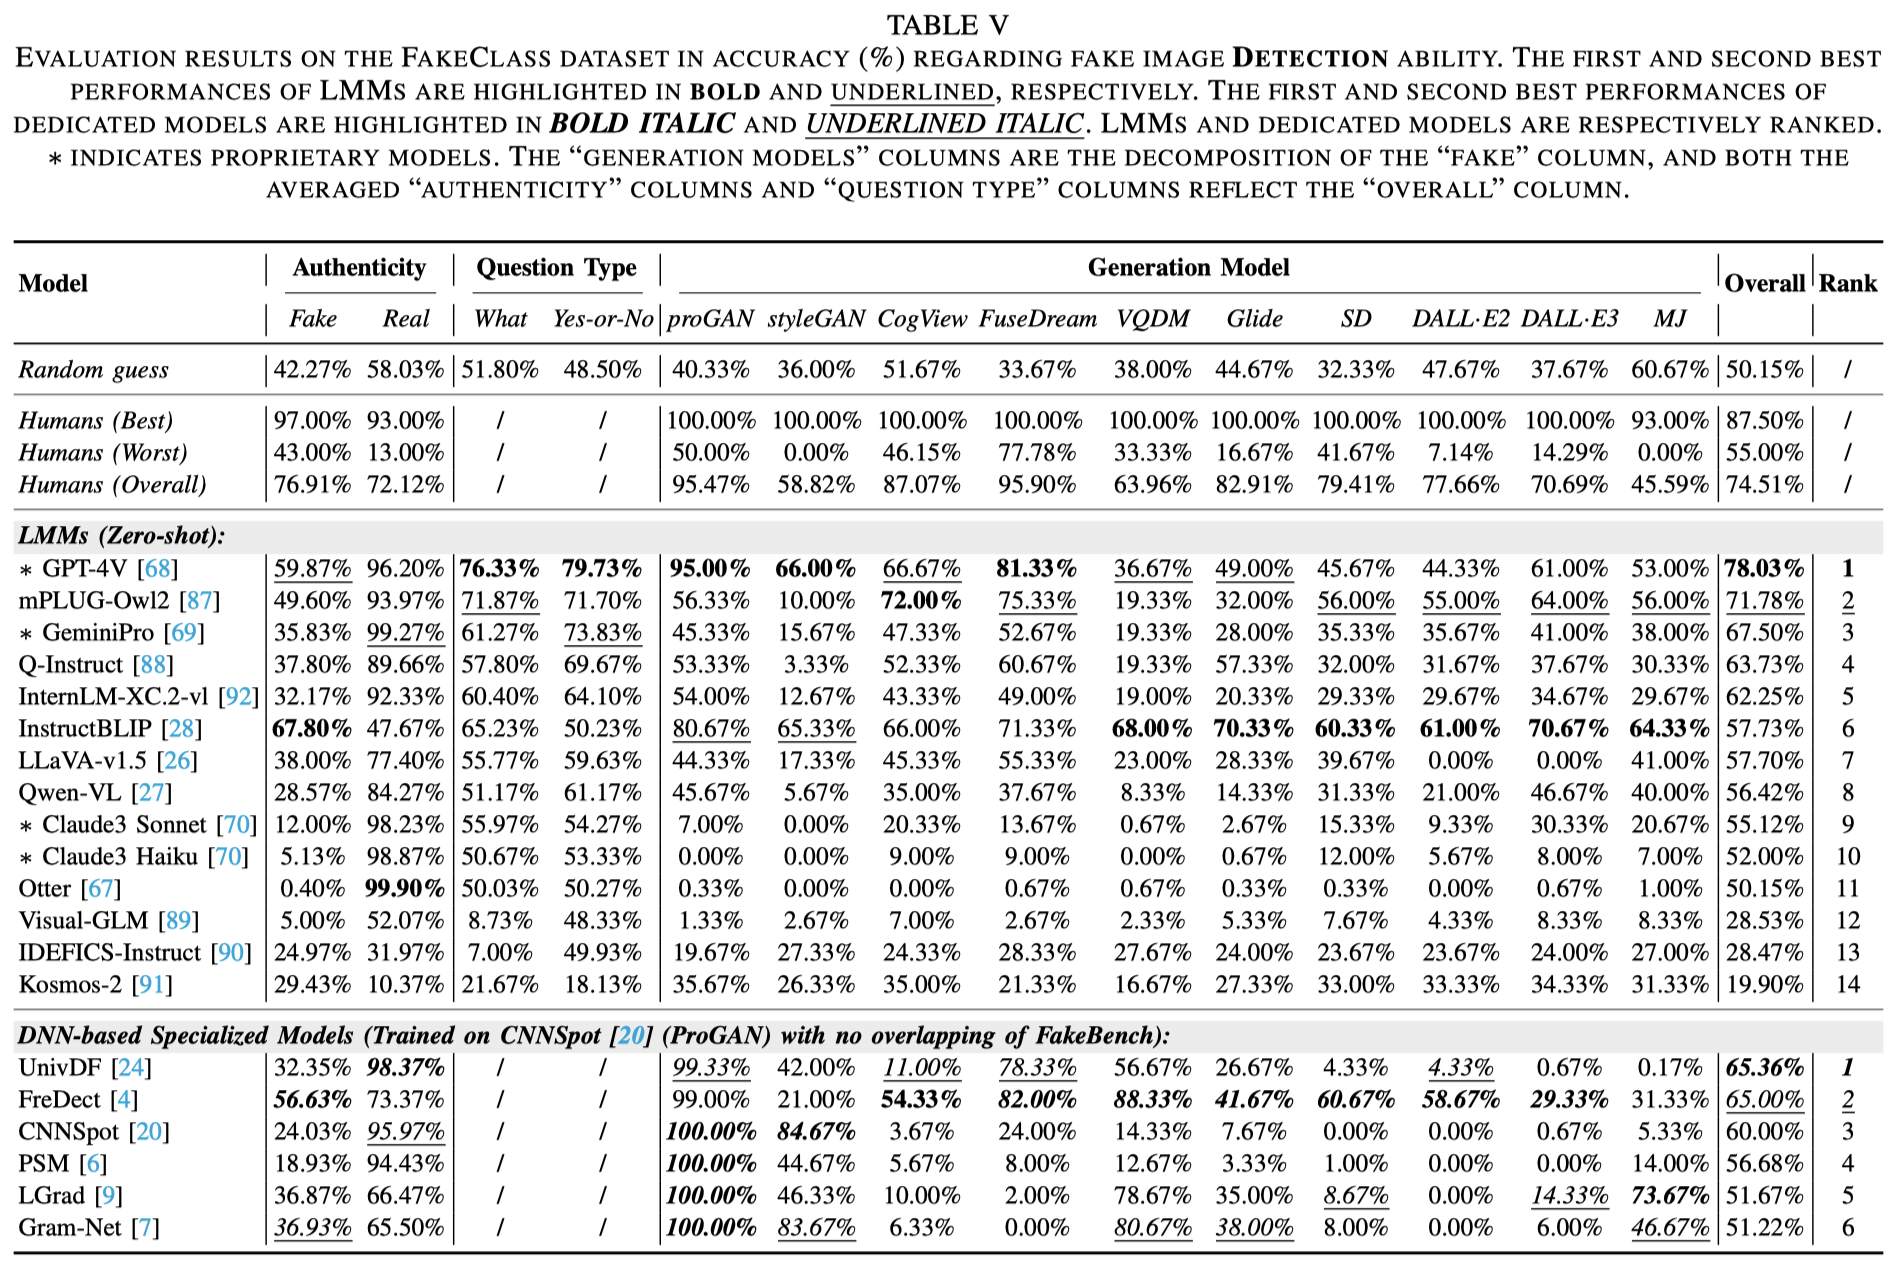 TABLE V
EVALUATION RESULTS ON THE FAKECLASS DATASET IN ACCURACY (%) REGARDING FAKE IMAGE DETECTION ABILITY. THE FIRST AND SECOND BEST
PERFORMANCES OF LMMS ARE HIGHLIGHTED IN BOLD AND UNDERLINED, RESPECTIVELY. THE FIRST AND SECOND BEST PERFORMANCES OF
DEDICATED MODELS ARE HIGHLIGHTED IN BOLD ITALIC AND UNDERLINED ITALIC. LMMS AND DEDICATED MODELS ARE RESPECTIVELY RANKED.
* INDICATES PROPRIETARY MODELS. THE “GENERATION MODELS” COLUMNS ARE THE DECOMPOSITION OF THE “FAKE” COLUMN, AND BOTH THE
AVERAGED “AUTHENTICITY” COLUMNS AND “QUESTION TYPE” COLUMNS REFLECT THE “OVERALL” COLUMN.
Model Authenticity Question Type Generation Model Overall Rank
Fake Real What Yes-or-No proGAN styleGAN CogView FuseDream VQDM Glide SD DALL·E2 DALL·E3 MJ
Random guess 42.27% 58.03% 51.80% 48.50% 40.33% 36.00% 51.67% 33.67% 38.00% 44.67% 32.33% 47.67% 37.67% 60.67% 50.15% /
Humans (Best) 97.00% 93.00% / / 100.00% 100.00% 100.00% 100.00% 100.00% 100.00% 100.00% 100.00% 100.00% 93.00% 87.50% /
Humans (Worst) 43.00% 13.00% / / 50.00% 0.00% 46.15% 77.78% 33.33% 16.67% 41.67% 7.14% 14.29% 0.00% 55.00% /
Humans (Overall) 76.91% 72.12% / / 95.47% 58.82% 87.07% 95.90% 63.96% 82.91% 79.41% 77.66% 70.69% 45.59% 74.51% /
LMMs (Zero-shot):
* GPT-4V [68] 59.87% 96.20% 76.33% 79.73% 95.00% 66.00% 66.67% 81.33% 36.67% 49.00% 45.67% 44.33% 61.00% 53.00% 78.03% 1
mPLUG-Owl2 [87] 49.60% 93.97% 71.87% 71.70% 56.33% 10.00% 72.00% 75.33% 19.33% 32.00% 56.00% 55.00% 64.00% 56.00% 71.78% 2
* GeminiPro [69] 35.83% 99.27% 61.27% 73.83% 45.33% 15.67% 47.33% 52.67% 19.33% 28.00% 35.33% 35.67% 41.00% 38.00% 67.50% 3
Q-Instruct [88] 37.80% 89.66% 57.80% 69.67% 53.33% 3.33% 52.33% 60.67% 19.33% 57.33% 32.00% 31.67% 37.67% 30.33% 63.73% 4
InternLM-XC.2-vl [92] 32.17% 92.33% 60.40% 64.10% 54.00% 12.67% 43.33% 49.00% 19.00% 20.33% 29.33% 29.67% 34.67% 29.67% 62.25% 5
InstructBLIP [28] 67.80% 47.67% 65.23% 50.23% 80.67% 65.33% 66.00% 71.33% 68.00% 70.33% 60.33% 61.00% 70.67% 64.33% 57.73% 6
LLaVA-v1.5 [26] 38.00% 77.40% 55.77% 59.63% 44.33% 17.33% 45.33% 55.33% 23.00% 28.33% 39.67% 0.00% 0.00% 41.00% 57.70% 7
Qwen-VL [27] 28.57% 84.27% 51.17% 61.17% 45.67% 5.67% 35.00% 37.67% 8.33% 14.33% 31.33% 21.00% 46.67% 40.00% 56.42% 8
* Claude3 Sonnet [70] 12.00% 98.23% 55.97% 54.27% 7.00% 0.00% 20.33% 13.67% 0.67% 2.67% 15.33% 9.33% 30.33% 20.67% 55.12% 9
* Claude3 Haiku [70] 5.13% 98.87% 50.67% 53.33% 0.00% 0.00% 9.00% 9.00% 0.00% 0.67% 12.00% 5.67% 8.00% 7.00% 52.00% 10
Otter [67] 0.40% 99.90% 50.03% 50.27% 0.33% 0.00% 0.00% 0.67% 0.67% 0.33% 0.33% 0.00% 0.67% 1.00% 50.15% 11
Visual-GLM [89] 5.00% 52.07% 8.73% 48.33% 1.33% 2.67% 7.00% 2.67% 2.33% 5.33% 7.67% 4.33% 8.33% 8.33% 28.53% 12
IDEFICS-Instruct [90] 24.97% 31.97% 7.00% 49.93% 19.67% 27.33% 24.33% 28.33% 27.67% 24.00% 23.67% 23.67% 24.00% 27.00% 28.47% 13
Kosmos-2 [91] 29.43% 10.37% 21.67% 18.13% 35.67% 26.33% 35.00% 21.33% 16.67% 27.33% 33.00% 33.33% 34.33% 31.33% 19.90% 14
DNN-based Specialized Models (Trained on CNNSpot [20] (ProGAN) with no overlapping of FakeBench):
UnivDF [24] 32.35% 98.37% / / 99.33% 42.00% 11.00% 78.33% 56.67% 26.67% 4.33% 4.33% 0.67% 0.17% 65.36% 1
FreDect [4] 56.63% 73.37% / / 99.00% 21.00% 54.33% 82.00% 88.33% 41.67% 60.67% 58.67% 29.33% 31.33% 65.00% 2
CNNSpot [20] 24.03% 95.97% / / 100.00% 84.67% 3.67% 24.00% 14.33% 7.67% 0.00% 0.00% 0.67% 5.33% 60.00% 3
PSM [6] 18.93% 94.43% / / 100.00% 44.67% 5.67% 8.00% 12.67% 3.33% 1.00% 0.00% 0.00% 14.00% 56.68% 4
LGrad [9] 36.87% 66.47% / / 100.00% 46.33% 10.00% 2.00% 78.67% 35.00% 8.67% 0.00% 14.33% 73.67% 51.67% 5
Gram-Net [7] 36.93% 65.50% / / 100.00% 83.67% 6.33% 0.00% 80.67% 38.00% 8.00% 0.00% 6.00% 46.67% 51.22% 6